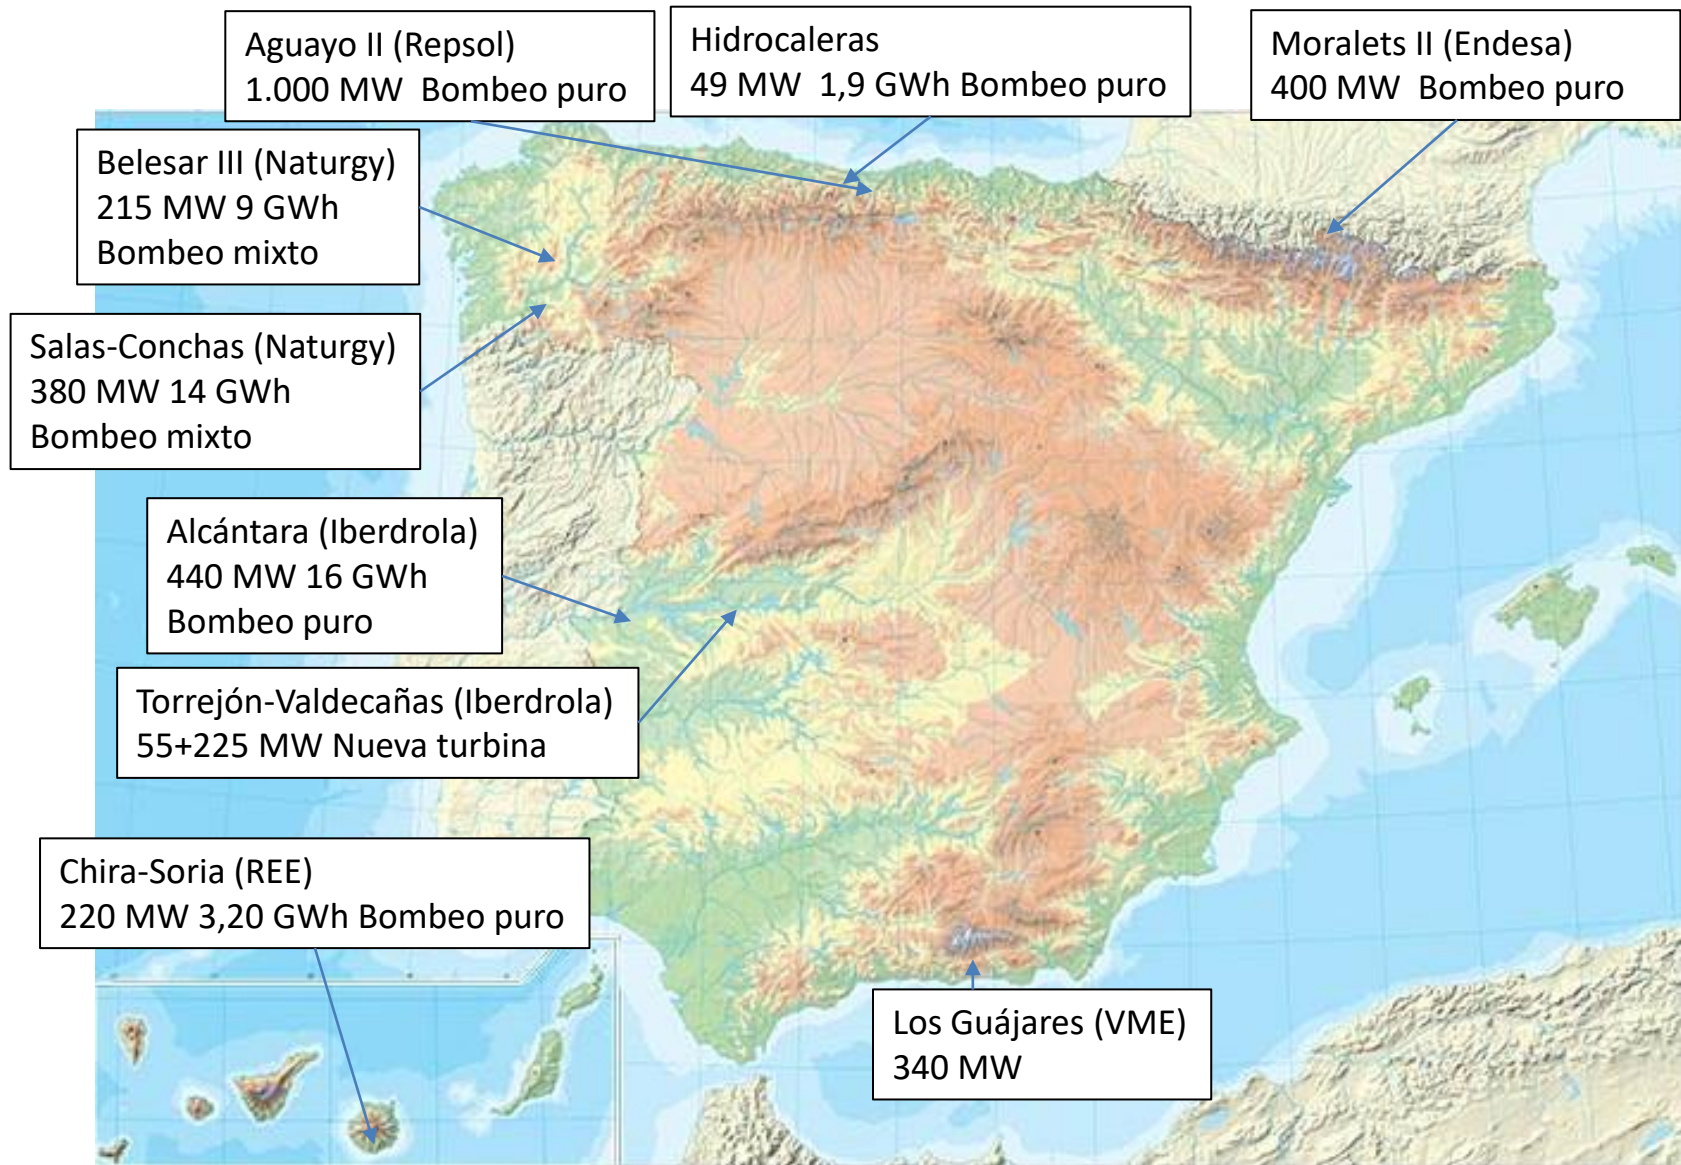 Aguayo II (Repsol)
1.000 MW  Bombeo puro
Hidrocaleras
49 MW  1,9 GWh Bombeo puro
Moralets II (Endesa)
400 MW  Bombeo puro
Belesar III (Naturgy)
215 MW 9 GWh
Bombeo mixto
Salas-Conchas (Naturgy)
380 MW 14 GWh
Bombeo mixto
Alcántara (Iberdrola)
440 MW 16 GWh
Bombeo puro
Torrejón-Valdecañas (Iberdrola)
55+225 MW Nueva turbina
Chira-Soria (REE)
220 MW 3,20 GWh Bombeo puro
Los Guájares (VME)
340 MW